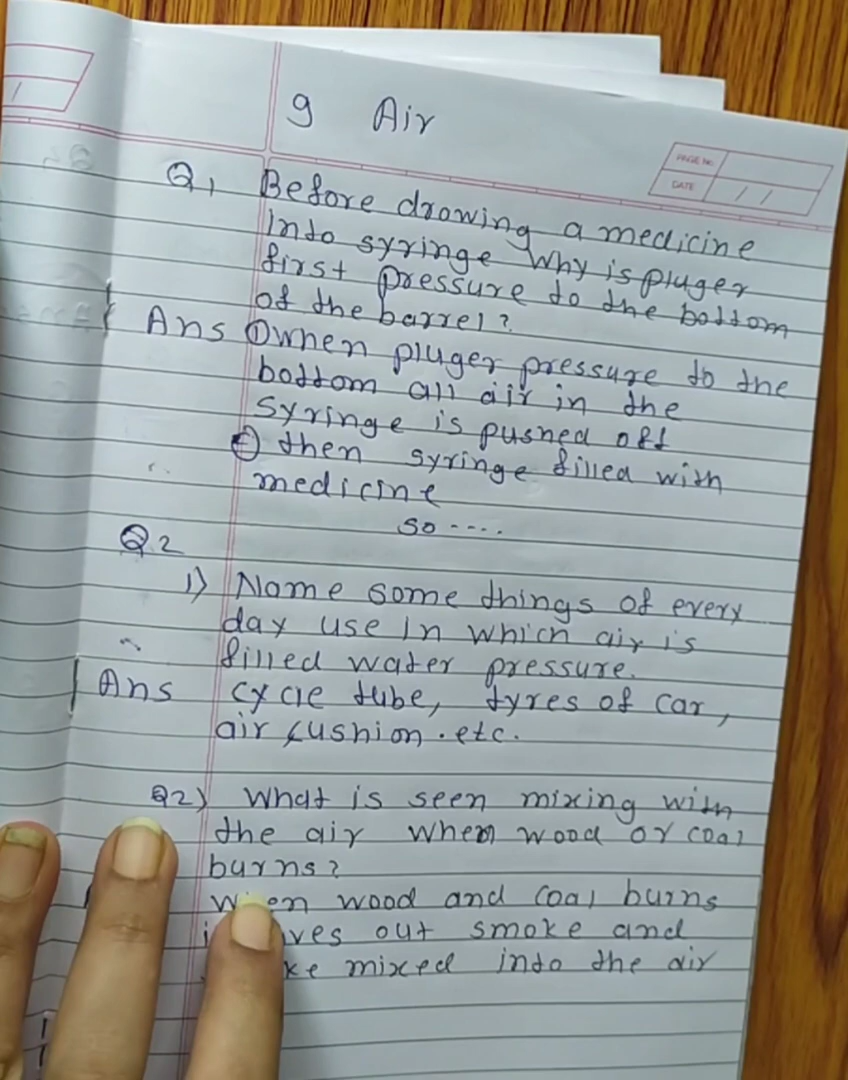 9 Air
PAGE NO.
DATE / /
Q1 Before drowing a medicine
into syringe why is pluger
first pressure to the bottom
of the barrel?
Ans ① when pluger pressure to the
bottom all air in the
syringe is pushed off
then syringe filled with
medicine
so ----.
Q.2
1) Name some things of every
day use in which air is
filled water pressure.
Ans cycle tube, tyres of car,
air cushion . etc.
Q2) What is seen mixing with
the air when wood or coal
burns?
wood and coal burns
out smoke and
mixed into the air